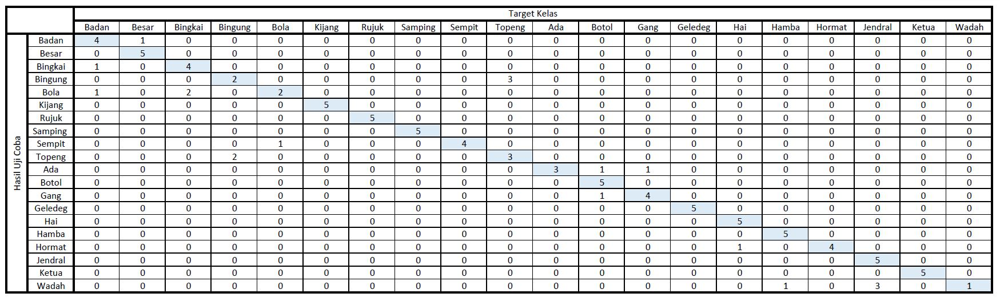 Target Kelas
Badan Besar Bingkai Bingung Bola Kijang Rujuk Samping Sempit Topeng Ada Botol Gang Geledeg Hai Hamba Hormat Jendral Ketua Wadah
Hasil Uji Coba
Badan 4 1 0 0 0 0 0 0 0 0 0 0 0 0 0 0 0 0 0 0
Besar 0 5 0 0 0 0 0 0 0 0 0 0 0 0 0 0 0 0 0 0
Bingkai 1 0 4 0 0 0 0 0 0 0 0 0 0 0 0 0 0 0 0 0
Bingung 0 0 0 2 0 0 0 0 0 3 0 0 0 0 0 0 0 0 0 0
Bola 1 0 2 0 2 0 0 0 0 0 0 0 0 0 0 0 0 0 0 0
Kijang 0 0 0 0 0 5 0 0 0 0 0 0 0 0 0 0 0 0 0 0
Rujuk 0 0 0 0 0 0 5 0 0 0 0 0 0 0 0 0 0 0 0 0
Samping 0 0 0 0 0 0 0 5 0 0 0 0 0 0 0 0 0 0 0 0
Sempit 0 0 0 0 1 0 0 0 4 0 0 0 0 0 0 0 0 0 0 0
Topeng 0 0 0 2 0 0 0 0 0 3 0 0 0 0 0 0 0 0 0 0
Ada 0 0 0 0 0 0 0 0 0 0 3 1 1 0 0 0 0 0 0 0
Botol 0 0 0 0 0 0 0 0 0 0 0 5 0 0 0 0 0 0 0 0
Gang 0 0 0 0 0 0 0 0 0 0 0 1 4 0 0 0 0 0 0 0
Geledeg 0 0 0 0 0 0 0 0 0 0 0 0 0 5 0 0 0 0 0 0
Hai 0 0 0 0 0 0 0 0 0 0 0 0 0 0 5 0 0 0 0 0
Hamba 0 0 0 0 0 0 0 0 0 0 0 0 0 0 0 5 0 0 0 0
Hormat 0 0 0 0 0 0 0 0 0 0 0 0 0 0 1 0 4 0 0 0
Jendral 0 0 0 0 0 0 0 0 0 0 0 0 0 0 0 0 0 5 0 0
Ketua 0 0 0 0 0 0 0 0 0 0 0 0 0 0 0 0 0 0 5 0
Wadah 0 0 0 0 0 0 0 0 0 0 0 0 0 0 0 1 0 3 0 1